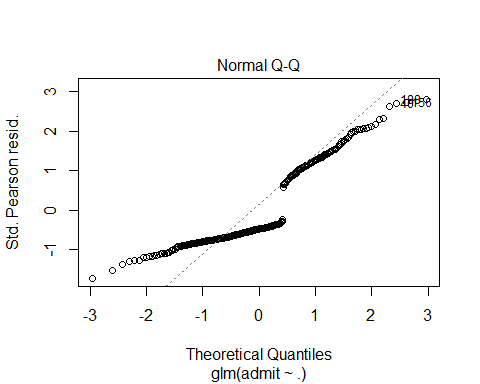 Normal Q-Q
Std. Pearson resid.
3
2
1
0
-1
-3 -2 -1 0 1 2 3
Theoretical Quantiles
glm(admit ~ .)